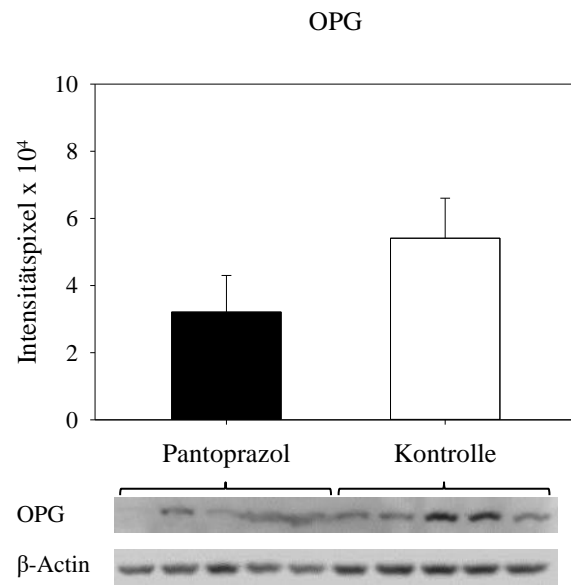 OPG
Intensitätspixel x 10⁴
10
8
6
4
2
0
Pantoprazol Kontrolle
OPG
β-Actin